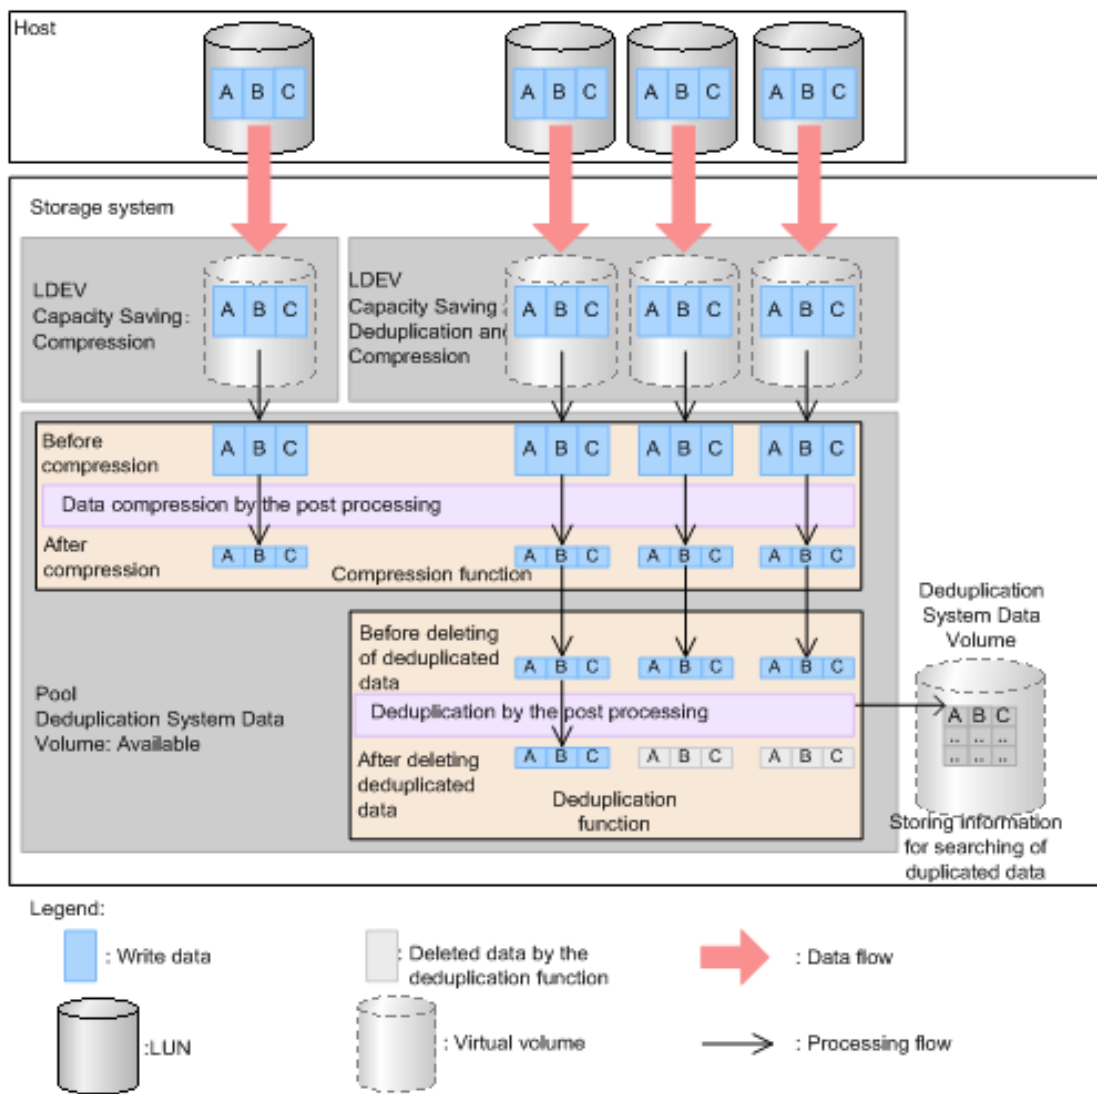 Host
A B C
A B C
A B C
A B C
Storage system
LDEV
Capacity Saving:
Compression
A B C
LDEV
Capacity Saving :
Deduplication and
Compression
A B C
A B C
A B C
Before
compression
A B C
A B C
A B C
A B C
Data compression by the post processing
After
compression
A B C
A B C
A B C
A B C
Compression function
Deduplication
System Data
Volume
Before deleting
of deduplicated
data
A B C
A B C
A B C
Pool
Deduplication System Data
Volume: Available
Deduplication by the post processing
A B C
.. .. ..
.. .. ..
After deleting
deduplicated
data
A B C
A B C
A B C
Deduplication
function
Storing information
for searching of
duplicated data
Legend:
: Write data
: Deleted data by the
deduplication function
: Data flow
:LUN
: Virtual volume
: Processing flow